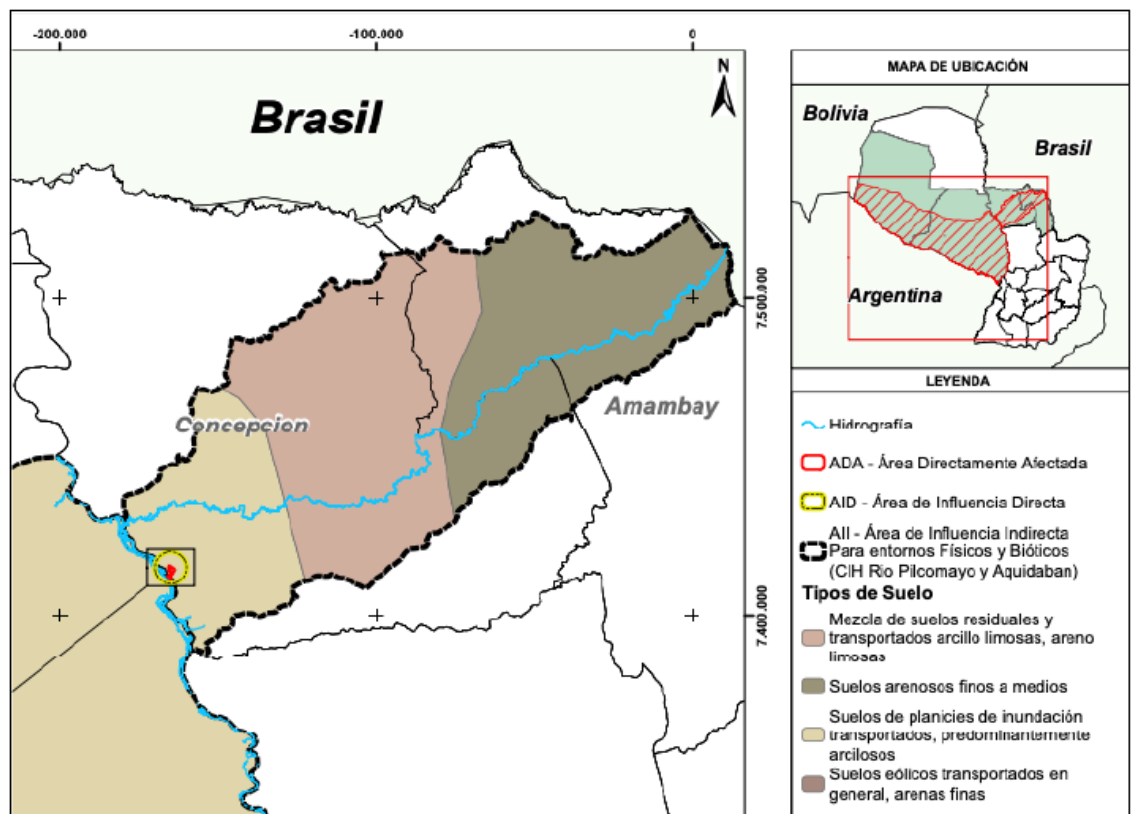 -200.000
-100.000
0
Brasil
N
7.500.000
7.400.000
Concepcion
Amambay
MAPA DE UBICACIÓN
Bolivia
Brasil
Argentina
LEYENDA
Hidrografía
ADA - Área Directamente Afectada
AID - Área de Influencia Directa
AII - Área de Influencia Indirecta
Para entornos Físicos y Bióticos
(CIH Rio Pilcomayo y Aquidaban)
Tipos de Suelo
Mezcla de suelos residuales y
transportados arcillo limosas, areno
limosas
Suelos arenosos finos a medios
Suelos de planicies de inundación
transportados, predominantemente
arcilosos
Suelos eólicos transportados en
general, arenas finas